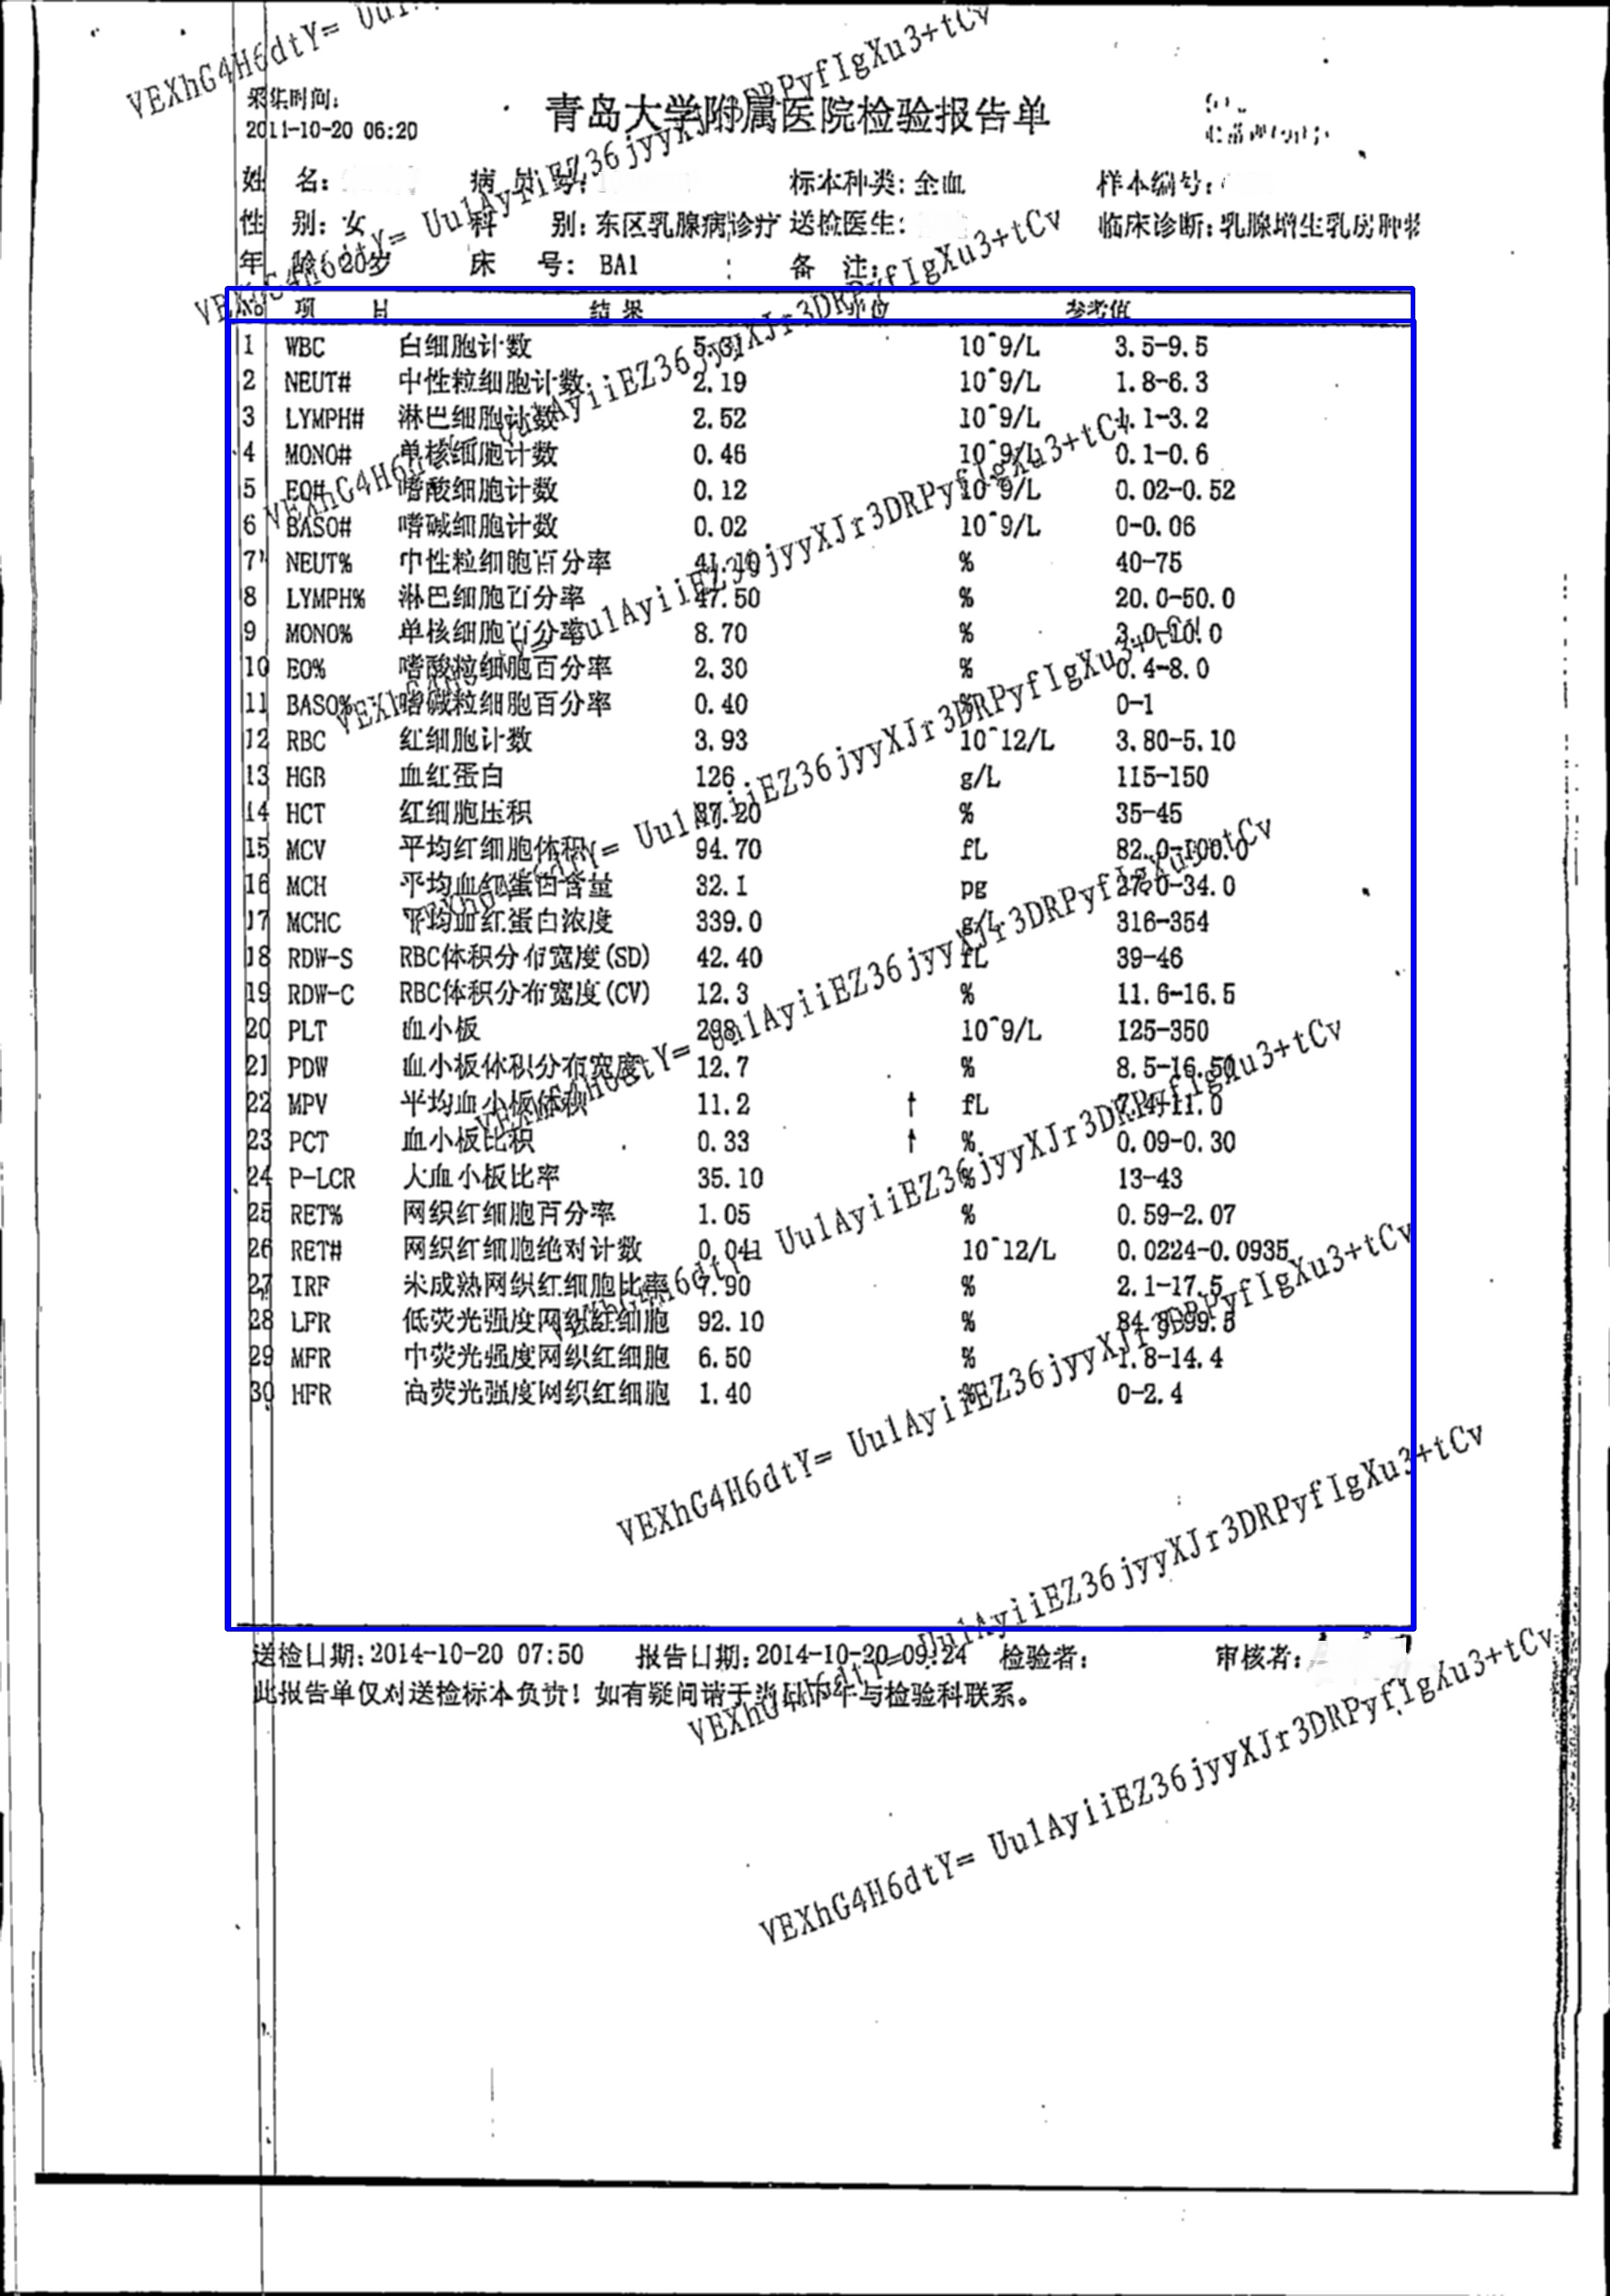 采集时间:
2011-10-20 06:20
青岛大学附属医院检验报告单
姓 名: 病 员 号: 标本种类: 全血 样本编号:
性 别: 女 科 别: 东区乳腺病诊疗 送检医生: 临床诊断: 乳腺增生乳房肿
年 龄: 20岁 床 号: BA1 备 注:
No 项 目 结 果 单位 参考值
1 WBC 白细胞计数 5.31 10^9/L 3.5-9.5
2 NEUT# 中性粒细胞计数 2.19 10^9/L 1.8-6.3
3 LYMPH# 淋巴细胞计数 2.52 10^9/L 1.1-3.2
4 MONO# 单核细胞计数 0.46 10^9/L 0.1-0.6
5 EO# 嗜酸细胞计数 0.12 10^9/L 0.02-0.52
6 BASO# 嗜碱细胞计数 0.02 10^9/L 0-0.06
7 NEUT% 中性粒细胞百分率 41.10 % 40-75
8 LYMPH% 淋巴细胞百分率 47.50 % 20.0-50.0
9 MONO% 单核细胞百分率 8.70 % 3.0-10.0
10 EO% 嗜酸粒细胞百分率 2.30 % 0.4-8.0
11 BASO% 嗜碱粒细胞百分率 0.40 % 0-1
12 RBC 红细胞计数 3.93 10^12/L 3.80-5.10
13 HGB 血红蛋白 126 g/L 115-150
14 HCT 红细胞压积 37.20 % 35-45
15 MCV 平均红细胞体积 94.70 fL 82.0-100.0
16 MCH 平均血红蛋白含量 32.1 pg 27.0-34.0
17 MCHC 平均血红蛋白浓度 339.0 g/L 316-354
18 RDW-S RBC体积分布宽度(SD) 42.40 fL 39-46
19 RDW-C RBC体积分布宽度(CV) 12.3 % 11.6-16.5
20 PLT 血小板 298 10^9/L 125-350
21 PDW 血小板体积分布宽度 12.7 % 8.5-16.50
22 MPV 平均血小板体积 11.2 ↑ fL 7.4-11.0
23 PCT 血小板比积 0.33 ↑ % 0.09-0.30
24 P-LCR 大血小板比率 35.10 % 13-43
25 RET% 网织红细胞百分率 1.05 % 0.59-2.07
26 RET# 网织红细胞绝对计数 0.041 10^12/L 0.0224-0.0935
27 IRF 未成熟网织红细胞比率 7.90 % 2.1-17.5
28 LFR 低荧光强度网织红细胞 92.10 % 84.8-99.5
29 MFR 中荧光强度网织红细胞 6.50 % 1.8-14.4
30 HFR 高荧光强度网织红细胞 1.40 % 0-2.4
送检日期: 2014-10-20 07:50 报告日期: 2014-10-20 09:24 检验者: 审核者:
此报告单仅对送检标本负责! 如有疑问请于当日下午与检验科联系。
VEXhG4H6dtY= Uu1AyiiEZ36jyyXJr3DRPyfIgXu3+tCv